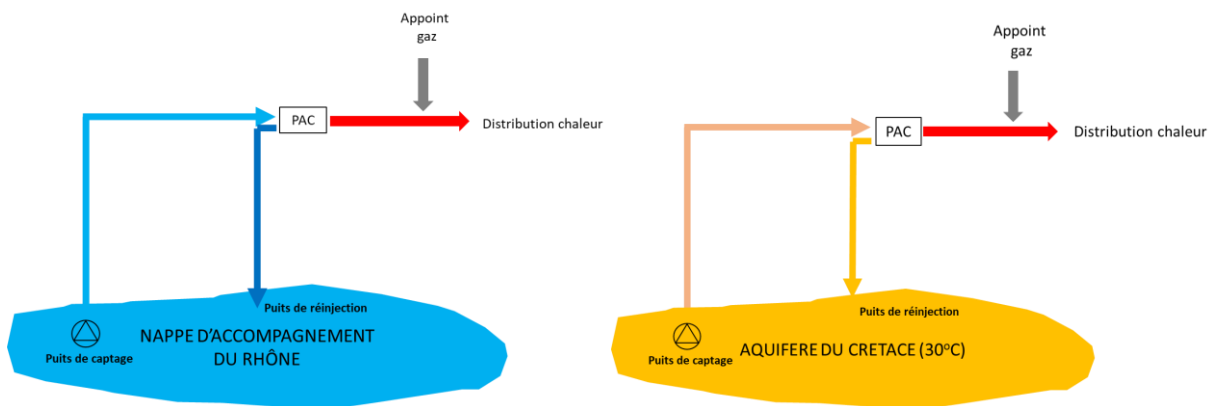 Appoint
gaz
PAC
Distribution chaleur
Puits de réinjection
NAPPE D'ACCOMPAGNEMENT
DU RHÔNE
Puits de captage
Appoint
gaz
PAC
Distribution chaleur
Puits de réinjection
AQUIFERE DU CRETACE (30°C)
Puits de captage